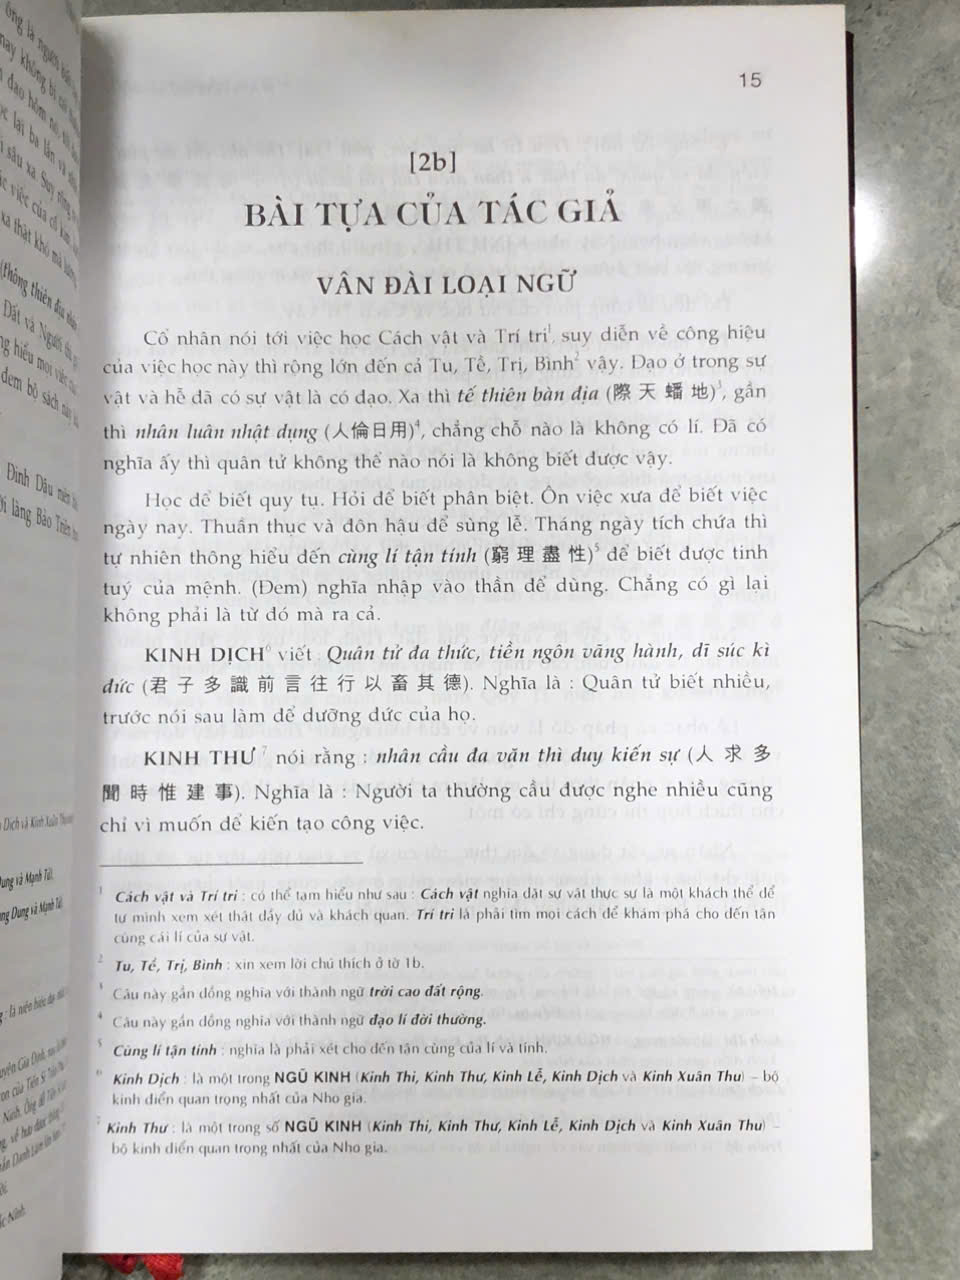 15
[2b]
BÀI TỰA CỦA TÁC GIẢ
VÂN ĐÀI LOẠI NGỮ
Cổ nhân nói tới việc học Cách vật và Trí tri¹, suy diễn về công hiệu
của việc học này thì rộng lớn đến cả Tu, Tề, Trị, Bình² vậy. Đạo ở trong sự
vật và hễ đã có sự vật là có đạo. Xa thì tế thiên bàn địa (際天蟠地)³, gần
thì nhân luân nhật dụng (人倫日用)⁴, chẳng chỗ nào là không có lí. Đã có
nghĩa ấy thì quân tử không thể nào nói là không biết được vậy.
Học để biết quy tụ. Hỏi để biết phân biệt. Ôn việc xưa để biết việc
ngày nay. Thuần thục và đôn hậu để sùng lễ. Tháng ngày tích chứa thì
tự nhiên thông hiểu đến cùng lí tận tính (窮理盡性)⁵ để biết được tinh
tuý của mệnh. (Đem) nghĩa nhập vào thần để dùng. Chẳng có gì lại
không phải là từ đó mà ra cả.
KINH DỊCH⁶ viết : Quân tử đa thức, tiền ngôn vãng hành, dĩ súc kì
đức (君子多識前言往行以畜其德). Nghĩa là : Quân tử biết nhiều,
trước nói sau làm để dưỡng đức của họ.
KINH THƯ⁷ nói rằng : nhân cầu đa văn thì duy kiến sự (人求多
聞時惟建事). Nghĩa là : Người ta thường cầu được nghe nhiều cũng
chỉ vì muốn để kiến tạo công việc.
¹ Cách vật và Trí tri : có thể tạm hiểu như sau : Cách vật nghĩa đặt sự vật thực sự là một khách thể để
tự mình xem xét thật đầy đủ và khách quan. Trí tri là phải tìm mọi cách để khám phá cho đến tận
cùng cái lí của sự vật.
² Tu, Tề, Trị, Bình : xin xem lời chú thích ở tờ 1b.
³ Câu này gần đồng nghĩa với thành ngữ trời cao đất rộng.
⁴ Câu này gần đồng nghĩa với thành ngữ đạo lí đời thường.
⁵ Cùng lí tận tính : nghĩa là phải xét cho đến tận cùng của lí và tính.
⁶ Kinh Dịch : là một trong NGŨ KINH (Kinh Thi, Kinh Thư, Kinh Lễ, Kinh Dịch và Kinh Xuân Thu) – bộ
kinh điển quan trọng nhất của Nho gia.
⁷ Kinh Thư : là một trong số NGŨ KINH (Kinh Thi, Kinh Thư, Kinh Lễ, Kinh Dịch và Kinh Xuân Thu) –
bộ kinh điển quan trọng nhất của Nho gia.